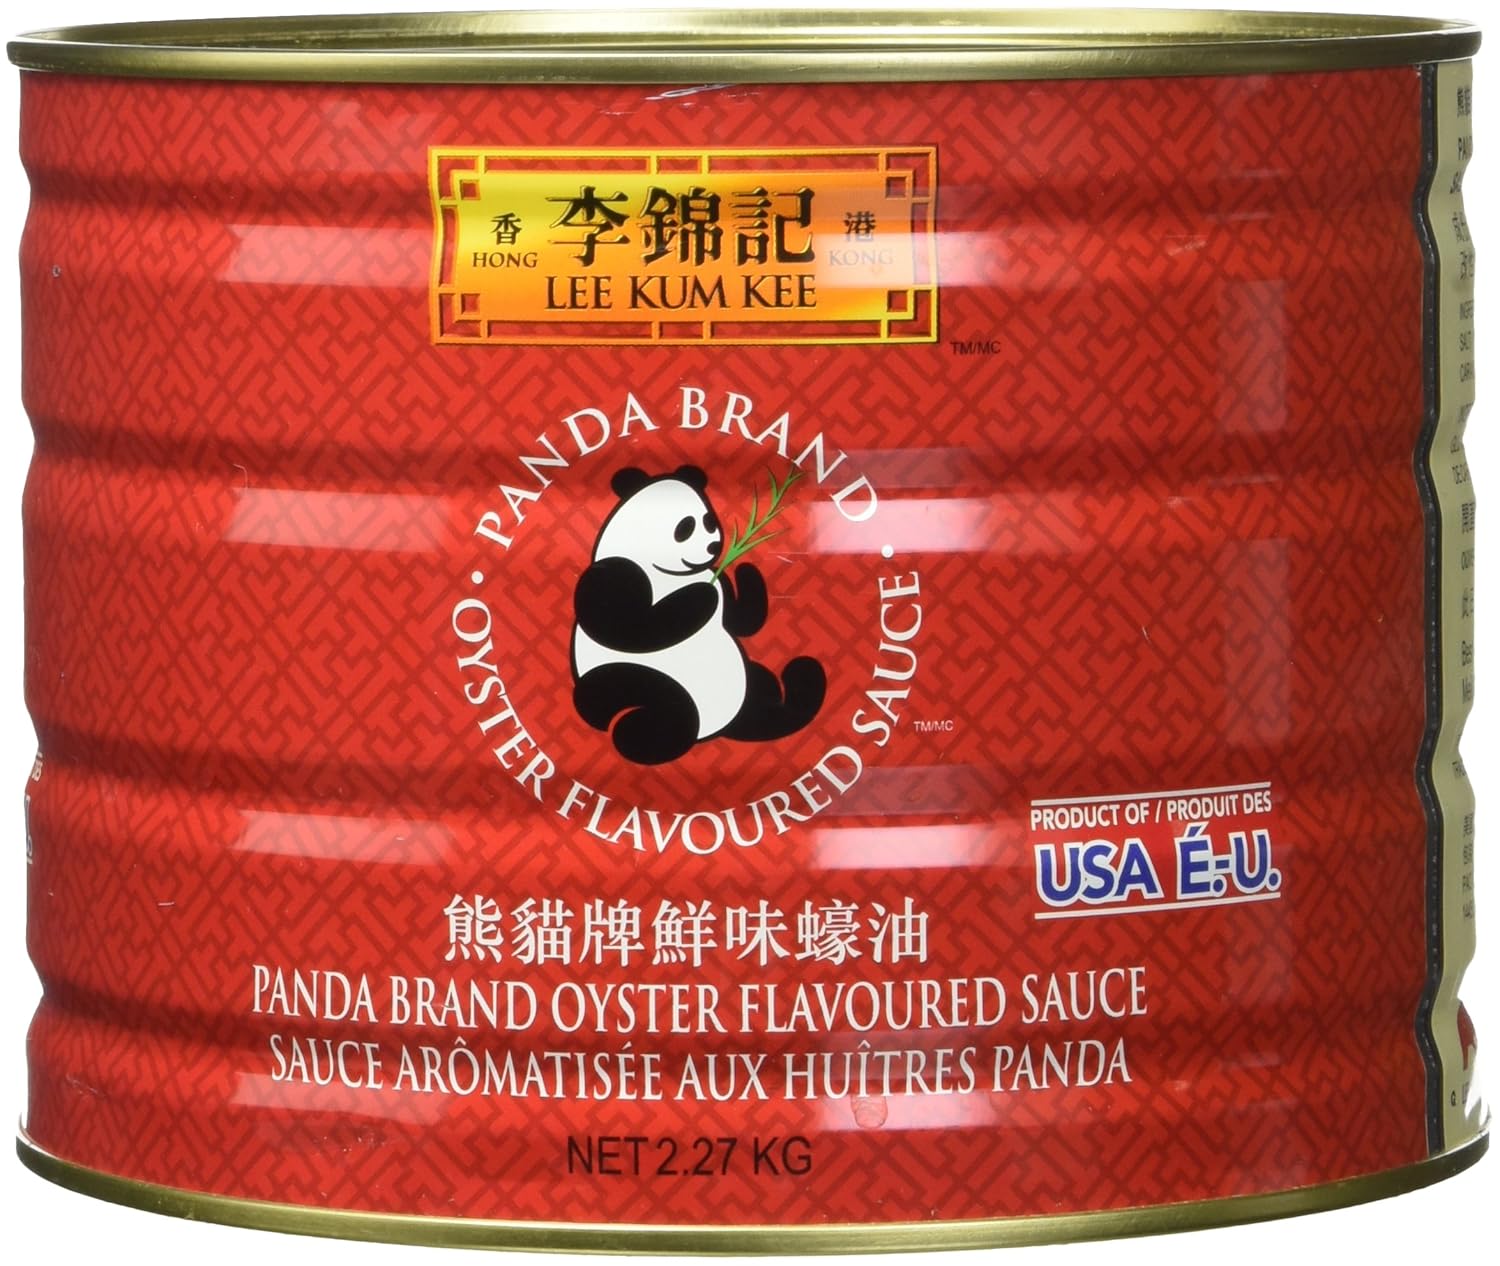 香 李錦記 港
HONG KONG
LEE KUM KEE
TM/MC
PANDA BRAND
• OYSTER FLAVOURED SAUCE •
TM/MC
PRODUCT OF / PRODUIT DES
USA É.-U.
熊貓牌鮮味蠔油
PANDA BRAND OYSTER FLAVOURED SAUCE
SAUCE ARÔMATISÉE AUX HUÎTRES PANDA
NET 2.27 KG